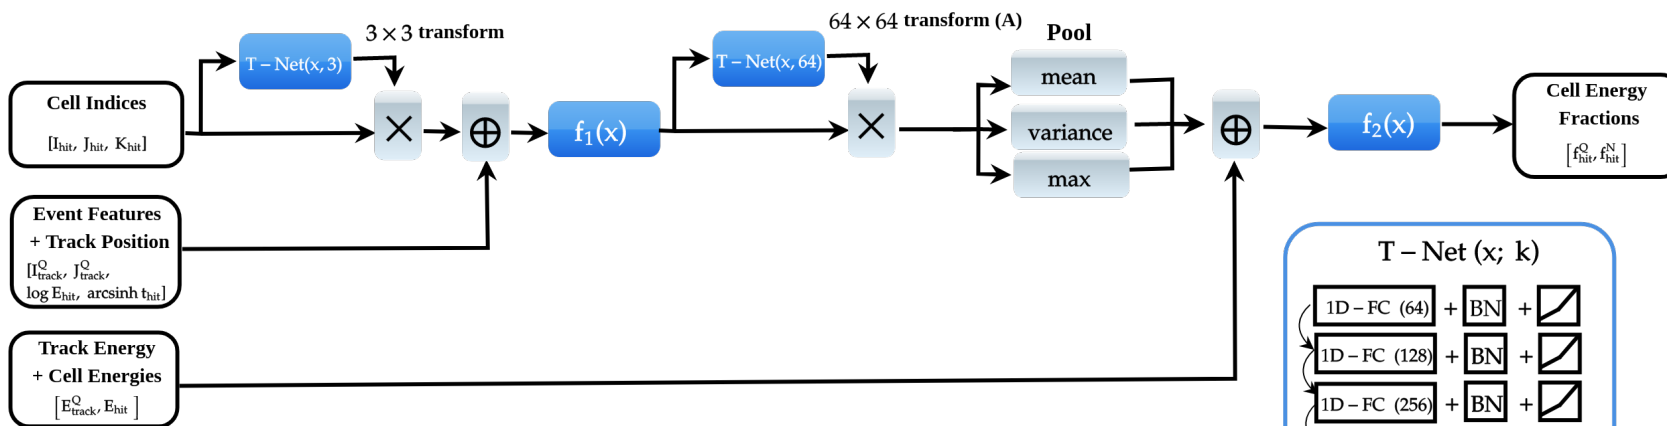 64 × 64 transform (A)
3 × 3 transform
Pool
T − Net(x, 3)
T − Net(x, 64)
mean
Cell Indices
[I_hit, J_hit, K_hit]
×
⊕
f₁(x)
×
variance
⊕
f₂(x)
Cell Energy
Fractions
[f^Q_hit, f^N_hit]
max
Event Features
+ Track Position
[I^Q_track, J^Q_track,
log E_hit, arcsinh t_hit]
T − Net (x; k)
1D − FC (64) + BN +
1D − FC (128) + BN +
1D − FC (256) + BN +
Track Energy
+ Cell Energies
[E^Q_track, E_hit]